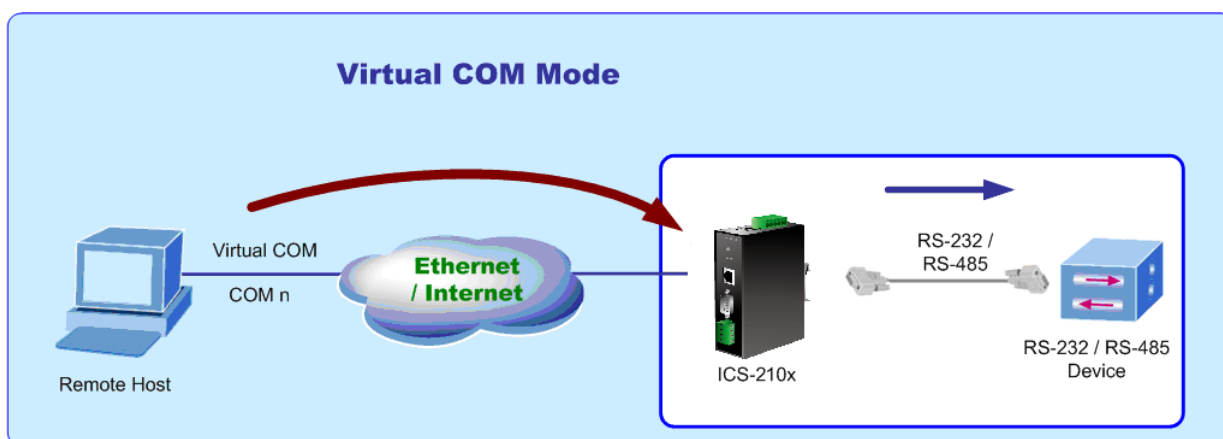 Virtual COM Mode
Virtual COM
COM n
Ethernet
/ Internet
RS-232 /
RS-485
Remote Host
ICS-210x
RS-232 / RS-485
Device